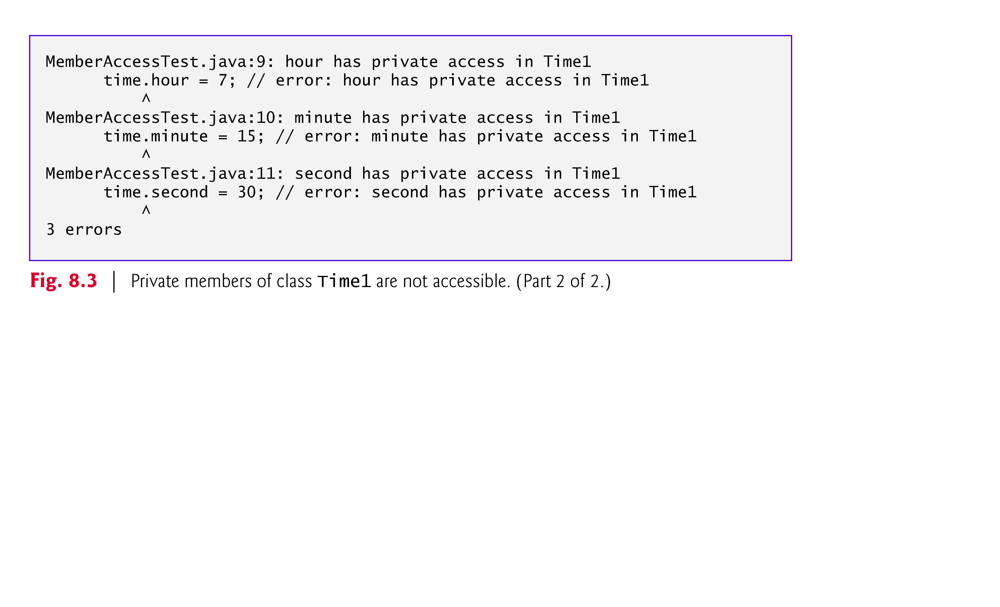 MemberAccessTest.java:9: hour has private access in Time1
      time.hour = 7; // error: hour has private access in Time1
          ^
MemberAccessTest.java:10: minute has private access in Time1
      time.minute = 15; // error: minute has private access in Time1
          ^
MemberAccessTest.java:11: second has private access in Time1
      time.second = 30; // error: second has private access in Time1
          ^
3 errors
Fig. 8.3 | Private members of class Time1 are not accessible. (Part 2 of 2.)